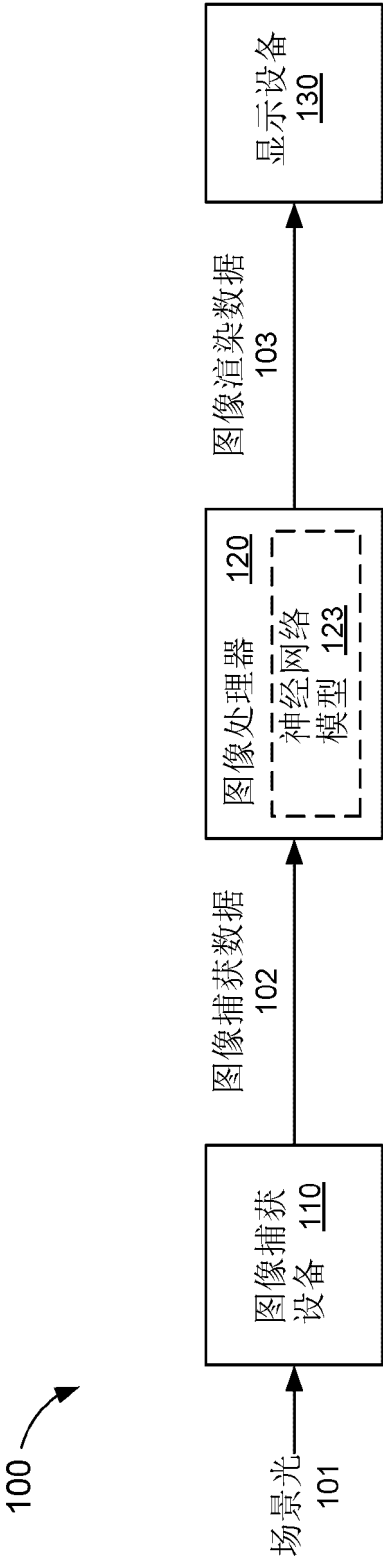 100
场景光
101
图像捕获
设备
110
图像捕获数据
102
图像处理器
120
神经网络
模型
123
图像渲染数据
103
显示设备
130